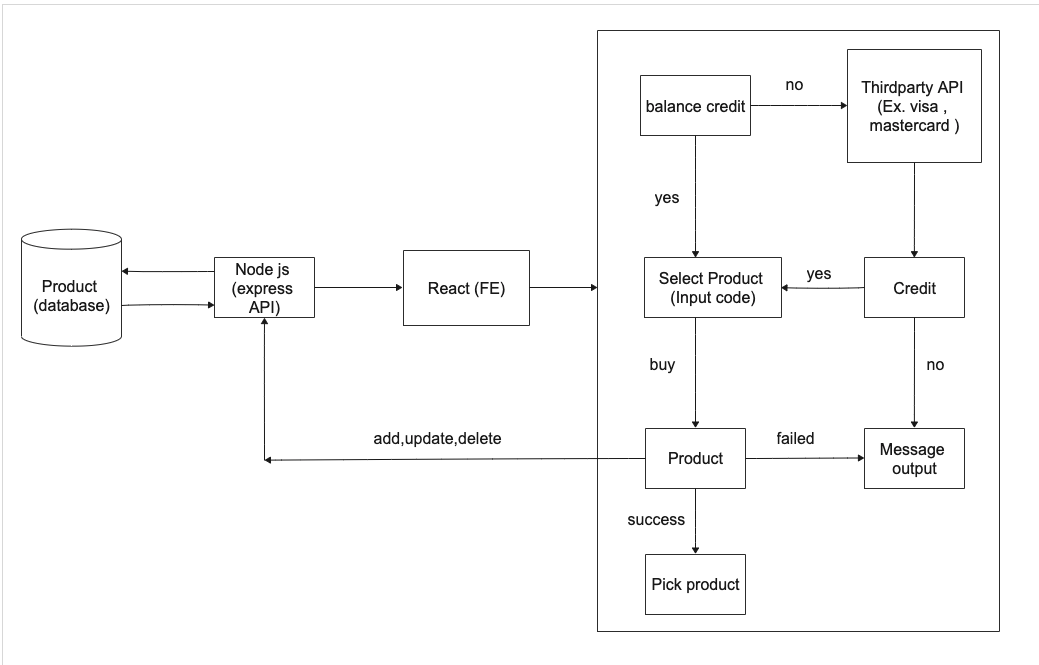 no
balance credit
Thirdparty API
(Ex. visa ,
mastercard )
yes
Product
(database)
Node js
(express
API)
React (FE)
Select Product
(Input code)
yes
Credit
buy
no
add,update,delete
Product
failed
Message
output
success
Pick product